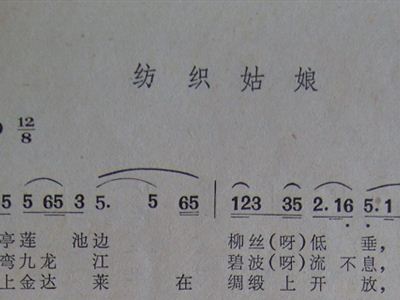 纺织姑娘
12/8
5 5 65 3 5. 5 65 | 123 35 2.16 5.1
亭莲池边 柳丝(呀)低垂,
弯九龙江 碧波(呀)流不息,
上金达莱在 绸缎上开放,